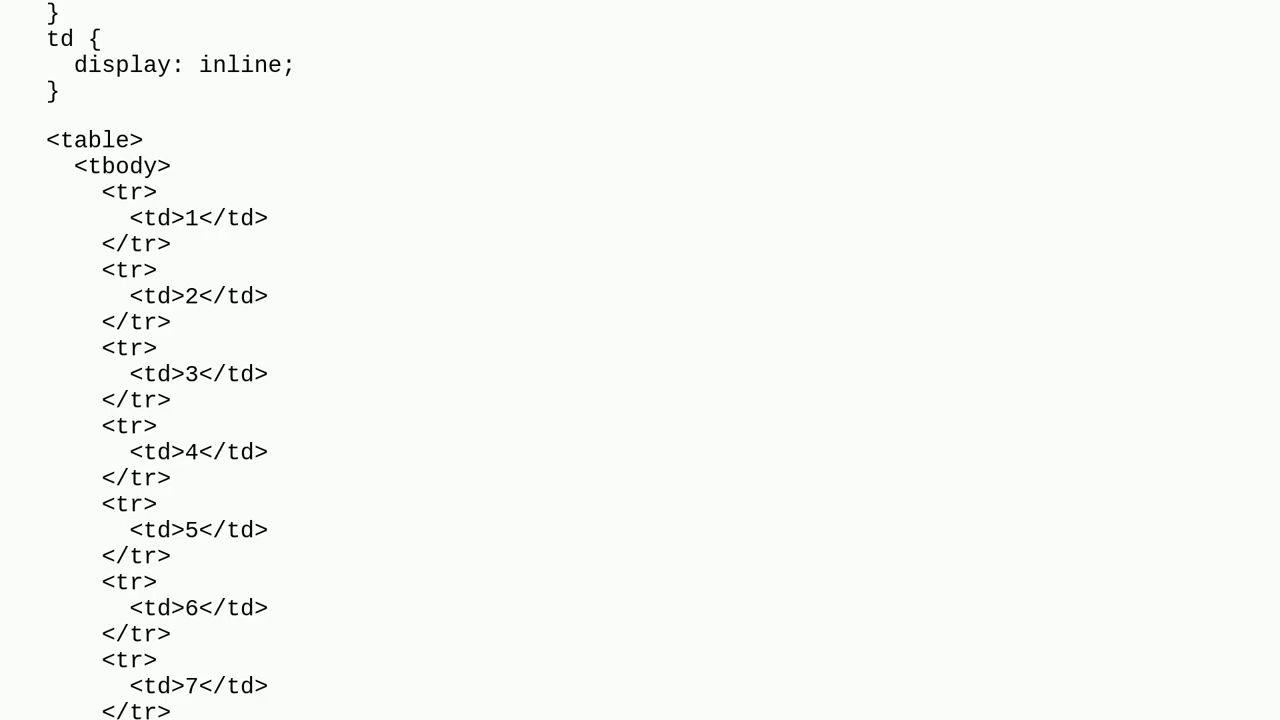 }
td {
  display: inline;
}

<table>
  <tbody>
    <tr>
      <td>1</td>
    </tr>
    <tr>
      <td>2</td>
    </tr>
    <tr>
      <td>3</td>
    </tr>
    <tr>
      <td>4</td>
    </tr>
    <tr>
      <td>5</td>
    </tr>
    <tr>
      <td>6</td>
    </tr>
    <tr>
      <td>7</td>
    </tr>